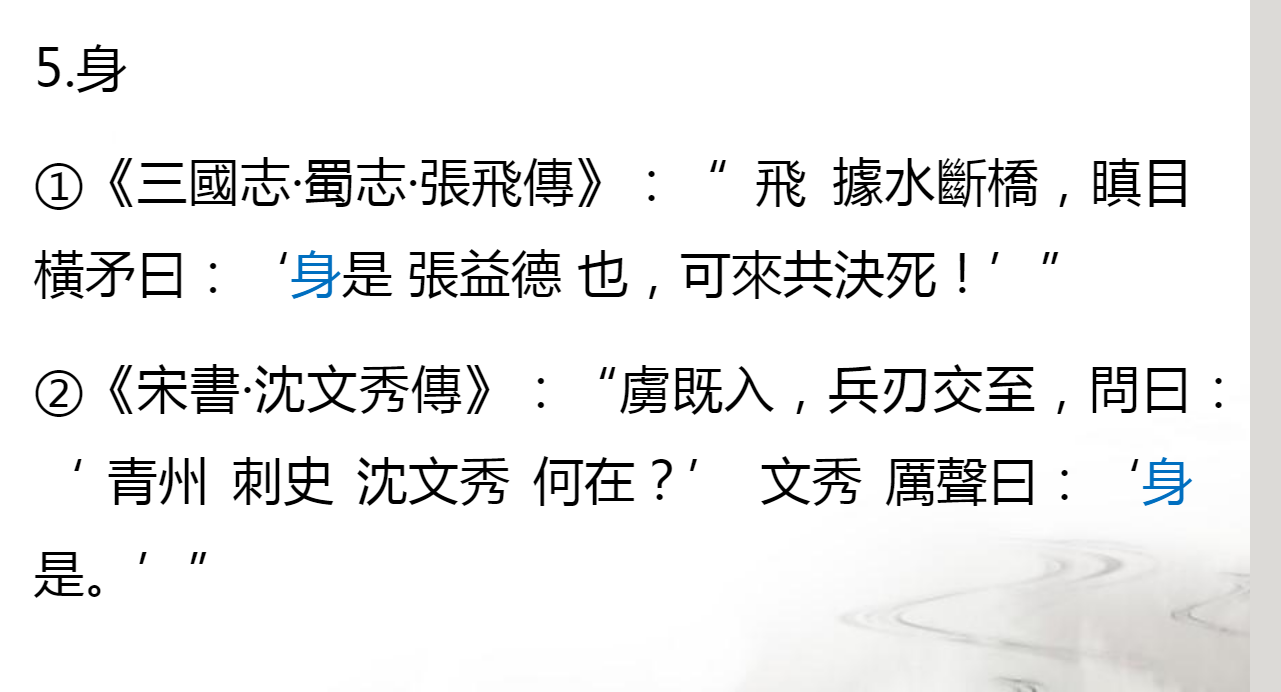 5.身
①《三國志·蜀志·張飛傳》：“ 飛 據水斷橋，瞋目
橫矛曰：‘身是 張益德 也，可來共決死！’”
②《宋書·沈文秀傳》：“虜既入，兵刃交至，問曰：
‘ 青州 刺史 沈文秀 何在？’ 文秀 厲聲曰：‘身
是。’”